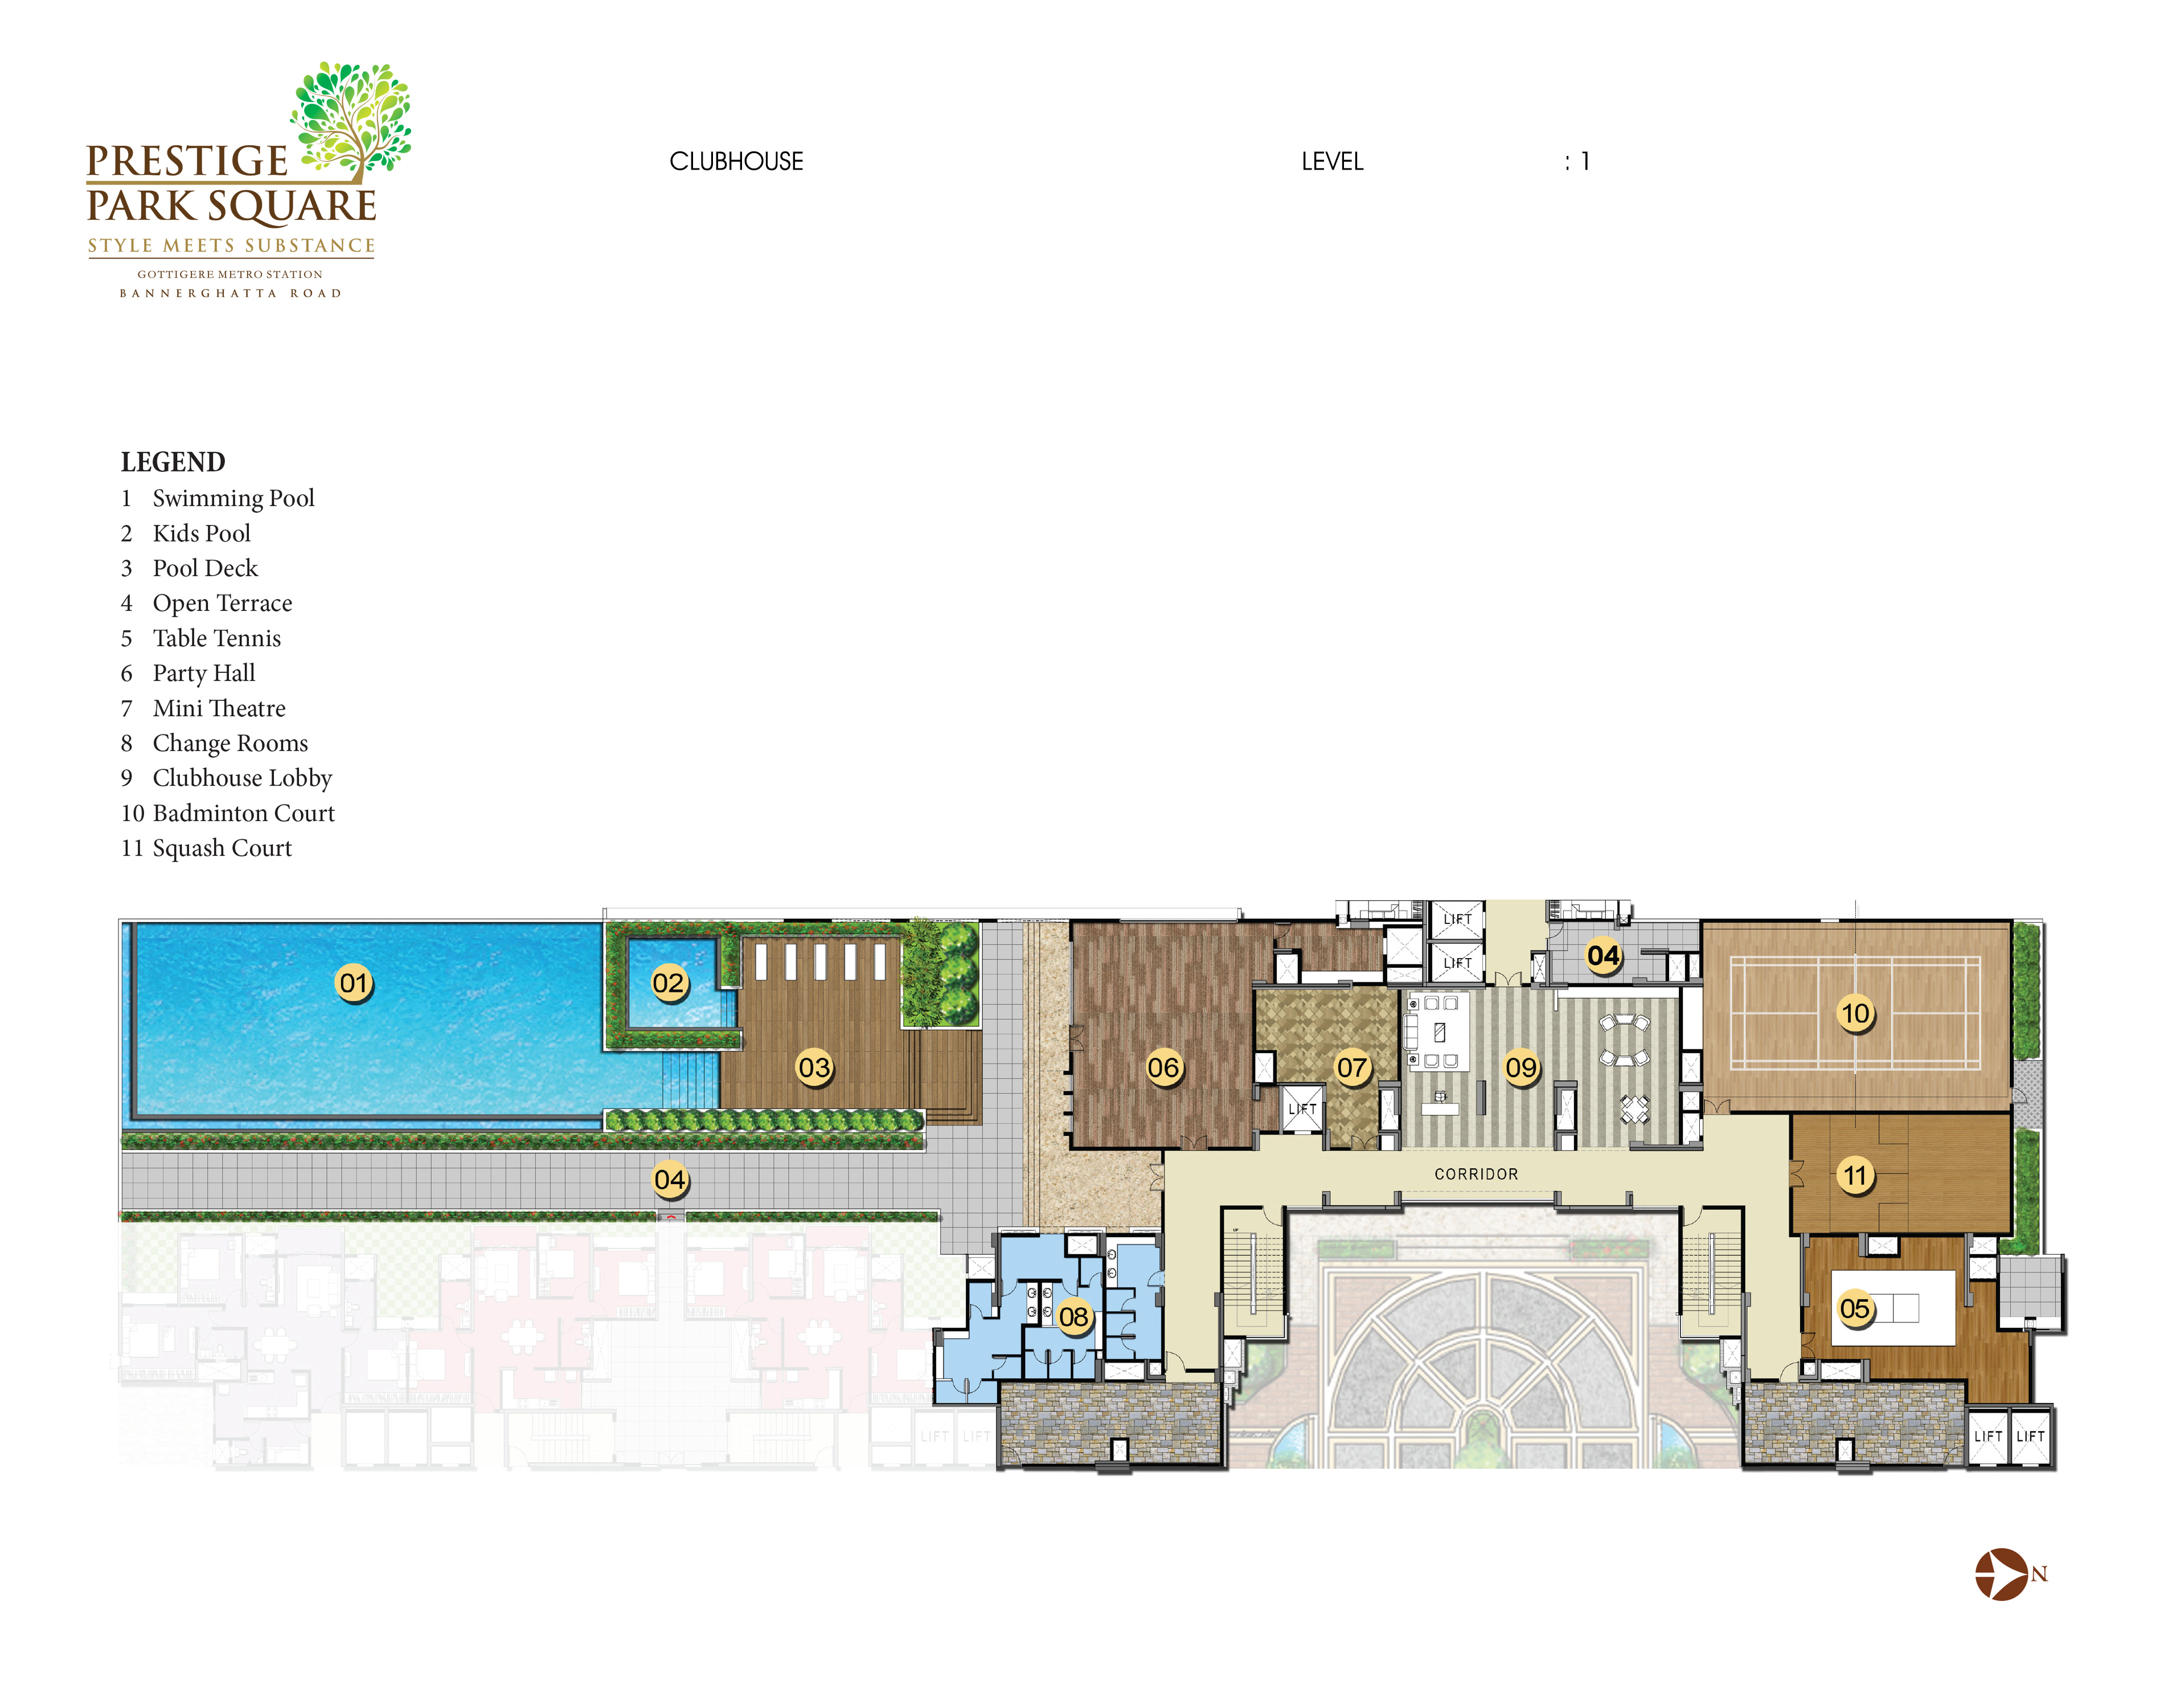 PRESTIGE
PARK SQUARE
STYLE MEETS SUBSTANCE
GOTTIGERE METRO STATION
BANNERGHATTA ROAD
CLUBHOUSE LEVEL : 1
LEGEND
1 Swimming Pool
2 Kids Pool
3 Pool Deck
4 Open Terrace
5 Table Tennis
6 Party Hall
7 Mini Theatre
8 Change Rooms
9 Clubhouse Lobby
10 Badminton Court
11 Squash Court
LIFT
LIFT
04
01
02
10
03
06
07
09
LIFT
CORRIDOR
11
04
UP
05
08
LIFT LIFT
LIFT LIFT
N